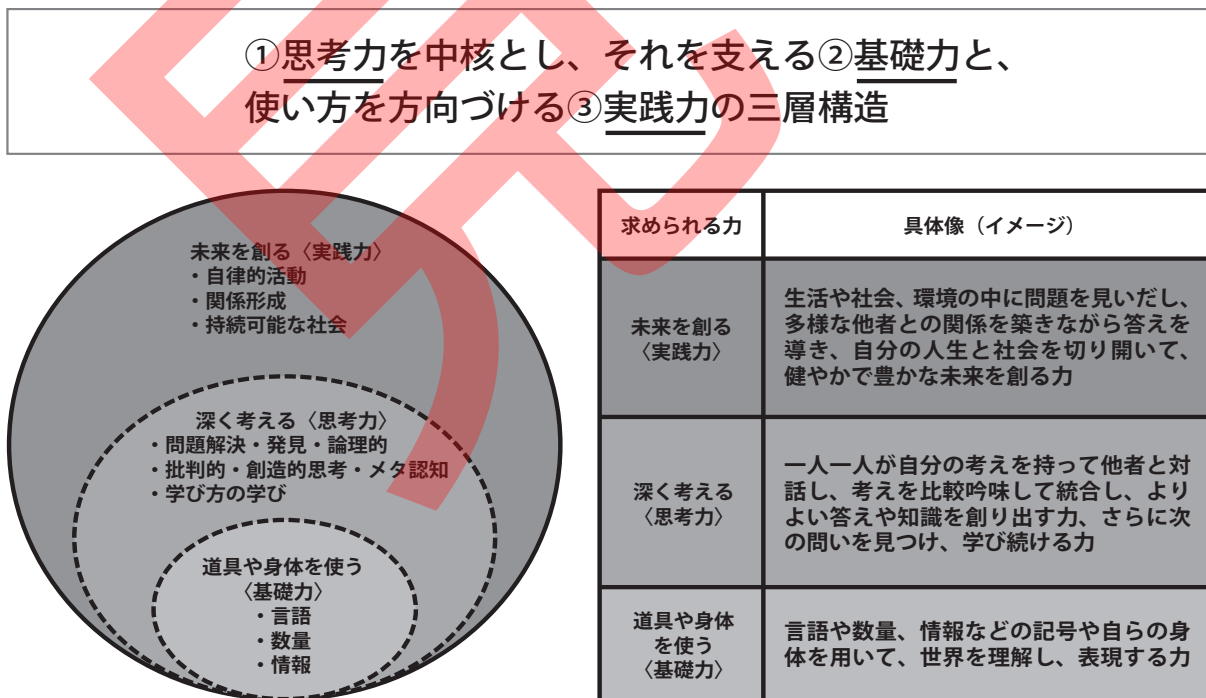 ①思考力を中核とし、それを支える②基礎力と、
使い方を方向づける③実践力の三層構造
未来を創る〈実践力〉
・自律的活動
・関係形成
・持続可能な社会
深く考える〈思考力〉
・問題解決・発見・論理的
・批判的・創造的思考・メタ認知
・学び方の学び
道具や身体を使う
〈基礎力〉
・言語
・数量
・情報
求められる力
具体像（イメージ）
未来を創る
〈実践力〉
生活や社会、環境の中に問題を見いだし、
多様な他者との関係を築きながら答えを
導き、自分の人生と社会を切り開いて、
健やかで豊かな未来を創る力
深く考える
〈思考力〉
一人一人が自分の考えを持って他者と対
話し、考えを比較吟味して統合し、より
よい答えや知識を創り出す力、さらに次
の問いを見つけ、学び続ける力
道具や身体
を使う
〈基礎力〉
言語や数量、情報などの記号や自らの身
体を用いて、世界を理解し、表現する力